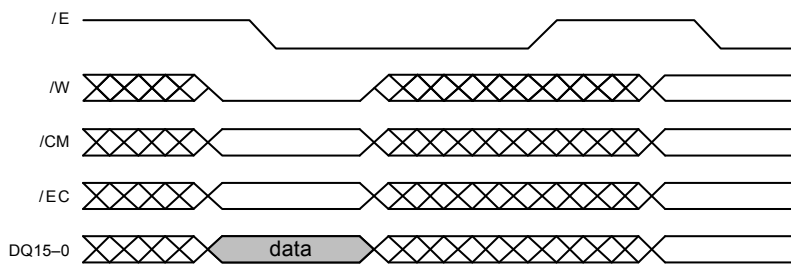 /E
/W
/CM
/EC
DQ15–0
data